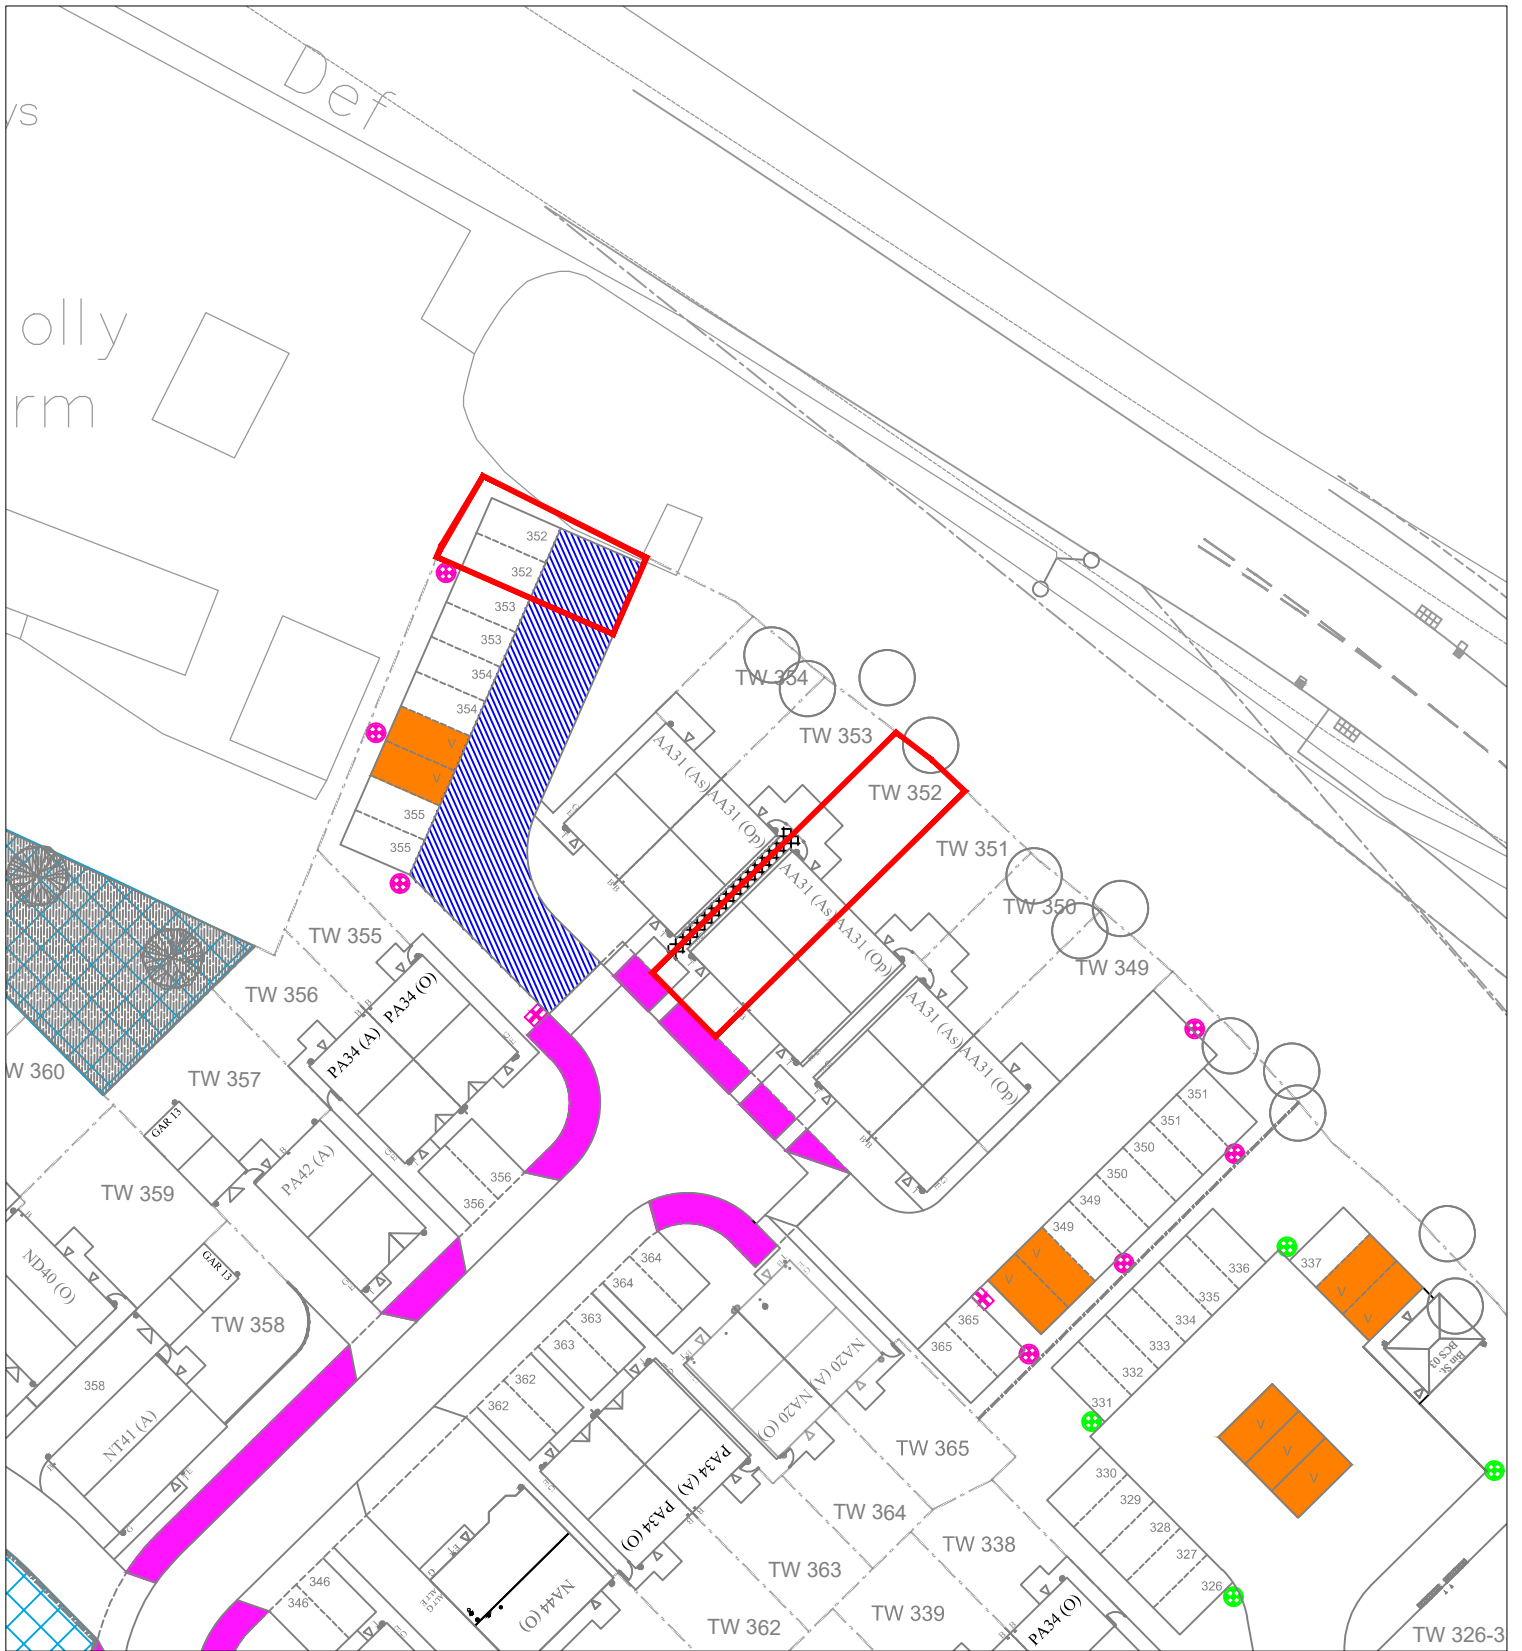 Def
ys
olly
rm
352
352
353
353
354
354
V
V
355
355
TW 354
TW 353
TW 352
TW 351
TW 350
TW 349
AA31 (As)
AA31 (Op)
AA31 (As)
AA31 (Op)
AA31 (As)
AA31 (Op)
TW 355
TW 356
TW 357
W 360
PA34 (O)
PA34 (A)
GAR 13
PA42 (A)
TW 359
ND40 (O)
GAR 13
TW 358
358
NT41 (A)
356
356
351
351
350
350
349
349
V
V
365
365
364
364
363
363
362
362
NA20 (A)
NA20 (O)
336
335
334
333
332
331
337
V
V
Bin St.
BCS 03
V
V
V
TW 365
TW 364
TW 363
TW 362
TW 338
TW 339
PA34 (A)
PA34 (O)
NA44 (O)
346
346
330
329
328
327
326
PA34 (O)
TW 326-3